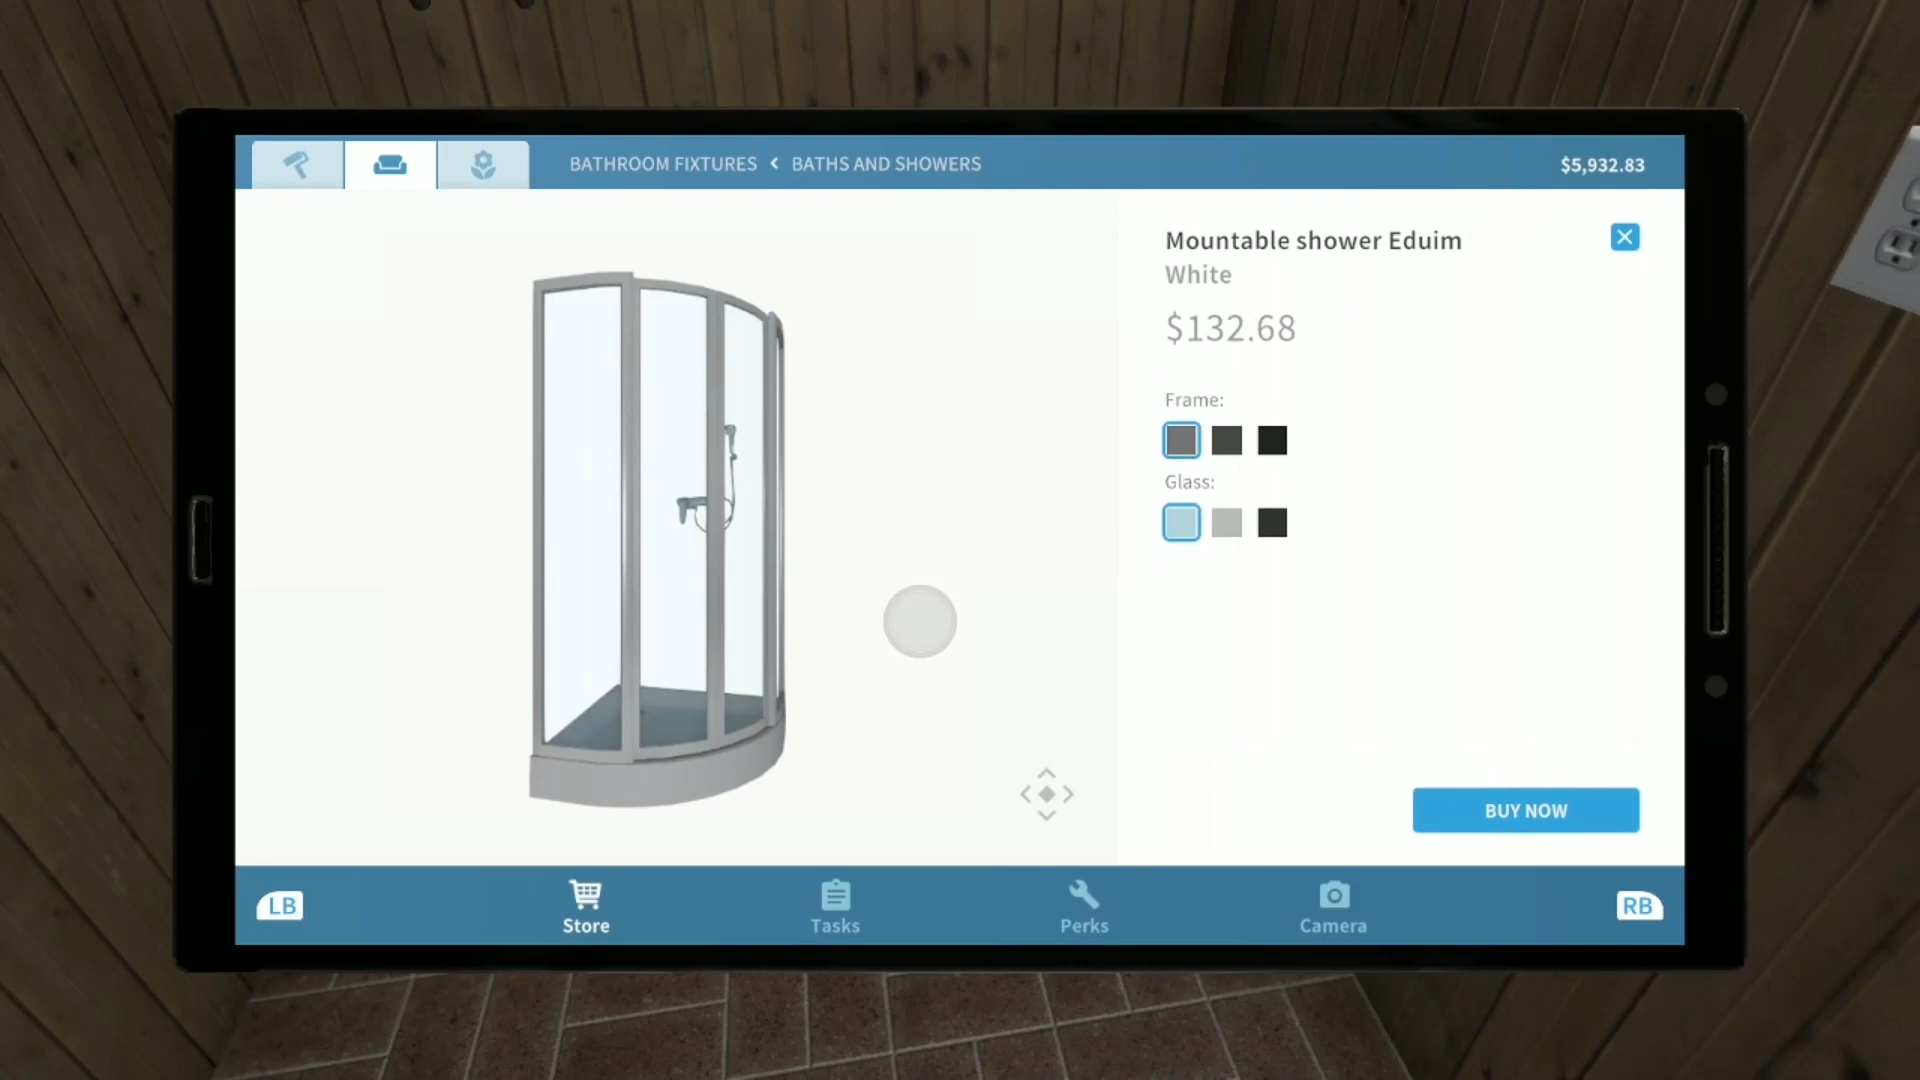 BATHROOM FIXTURES < BATHS AND SHOWERS
$5,932.83
Mountable shower Eduim
White
$132.68
Frame:
Glass:
BUY NOW
LB
Store
Tasks
Perks
Camera
RB